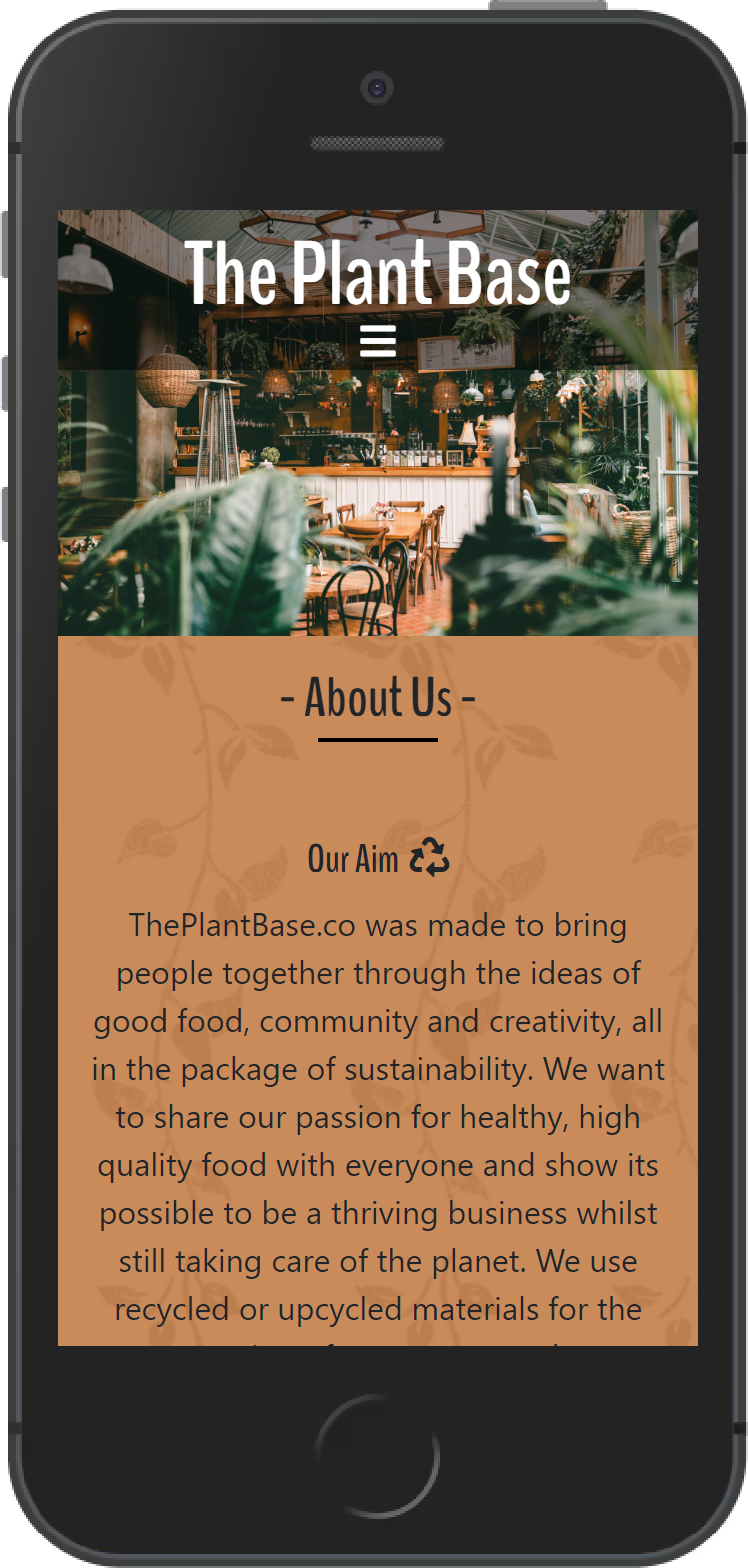 The Plant Base
- About Us -
Our Aim
ThePlantBase.co was made to bring
people together through the ideas of
good food, community and creativity, all
in the package of sustainability. We want
to share our passion for healthy, high
quality food with everyone and show its
possible to be a thriving business whilst
still taking care of the planet. We use
recycled or upcycled materials for the